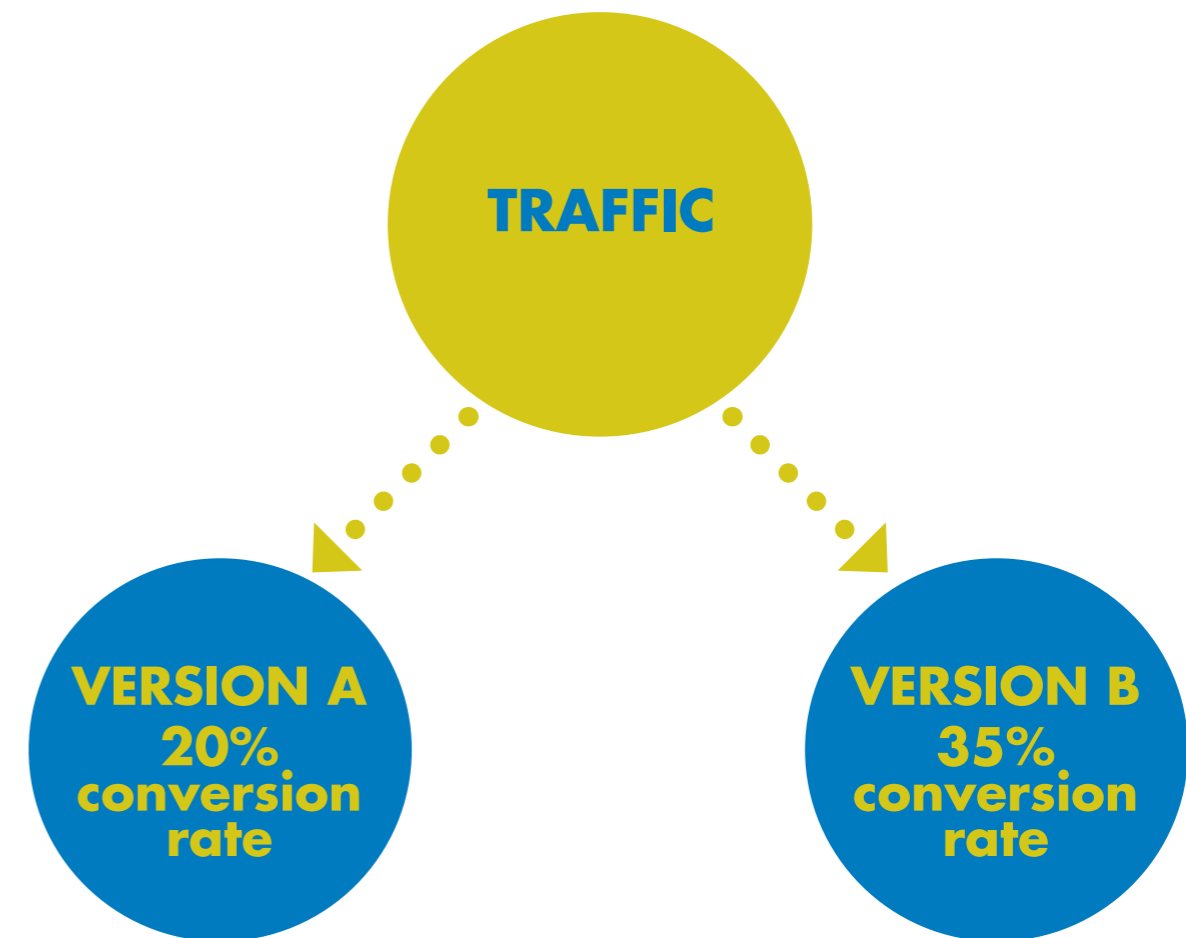 TRAFFIC
VERSION A
20%
conversion
rate
VERSION B
35%
conversion
rate